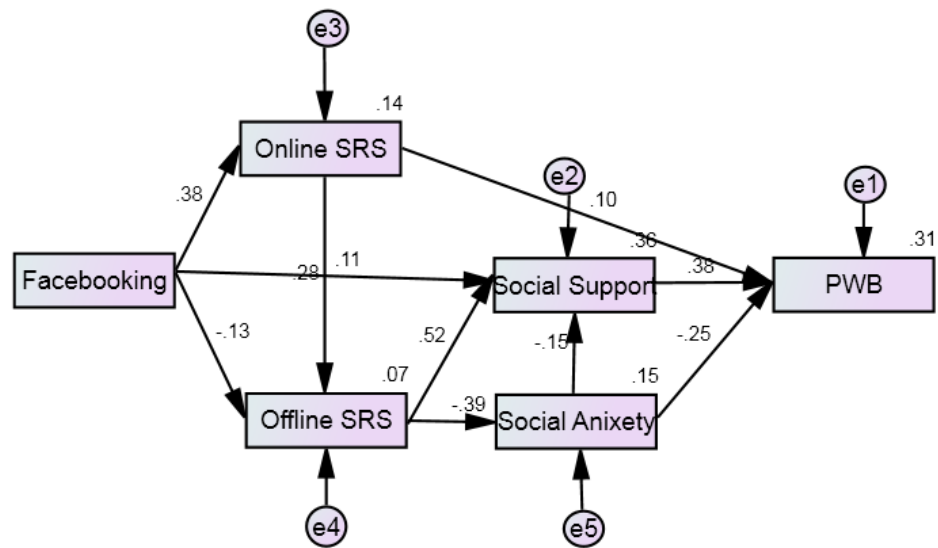 e3
.14
Online SRS
e2
e1
.38
.10
.36
.31
Facebooking
.28
.11
Social Support
.38
PWB
-.13
.52
-.15
-.25
.07
.15
Offline SRS
-.39
Social Anixety
e4
e5